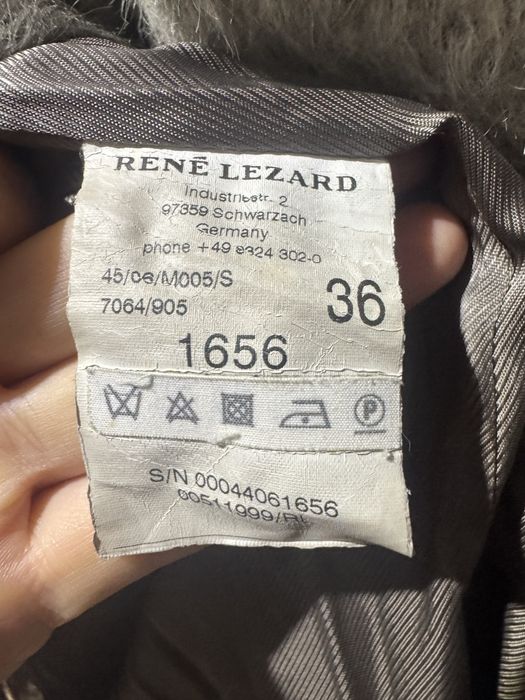 RENÉ LEZARD
Industriestr. 2
97359 Schwarzach
Germany
phone +49 9324 302-0
45/ce/M005/S
7064/905
36
1656
P
S/N 00044061656
00511999/RL